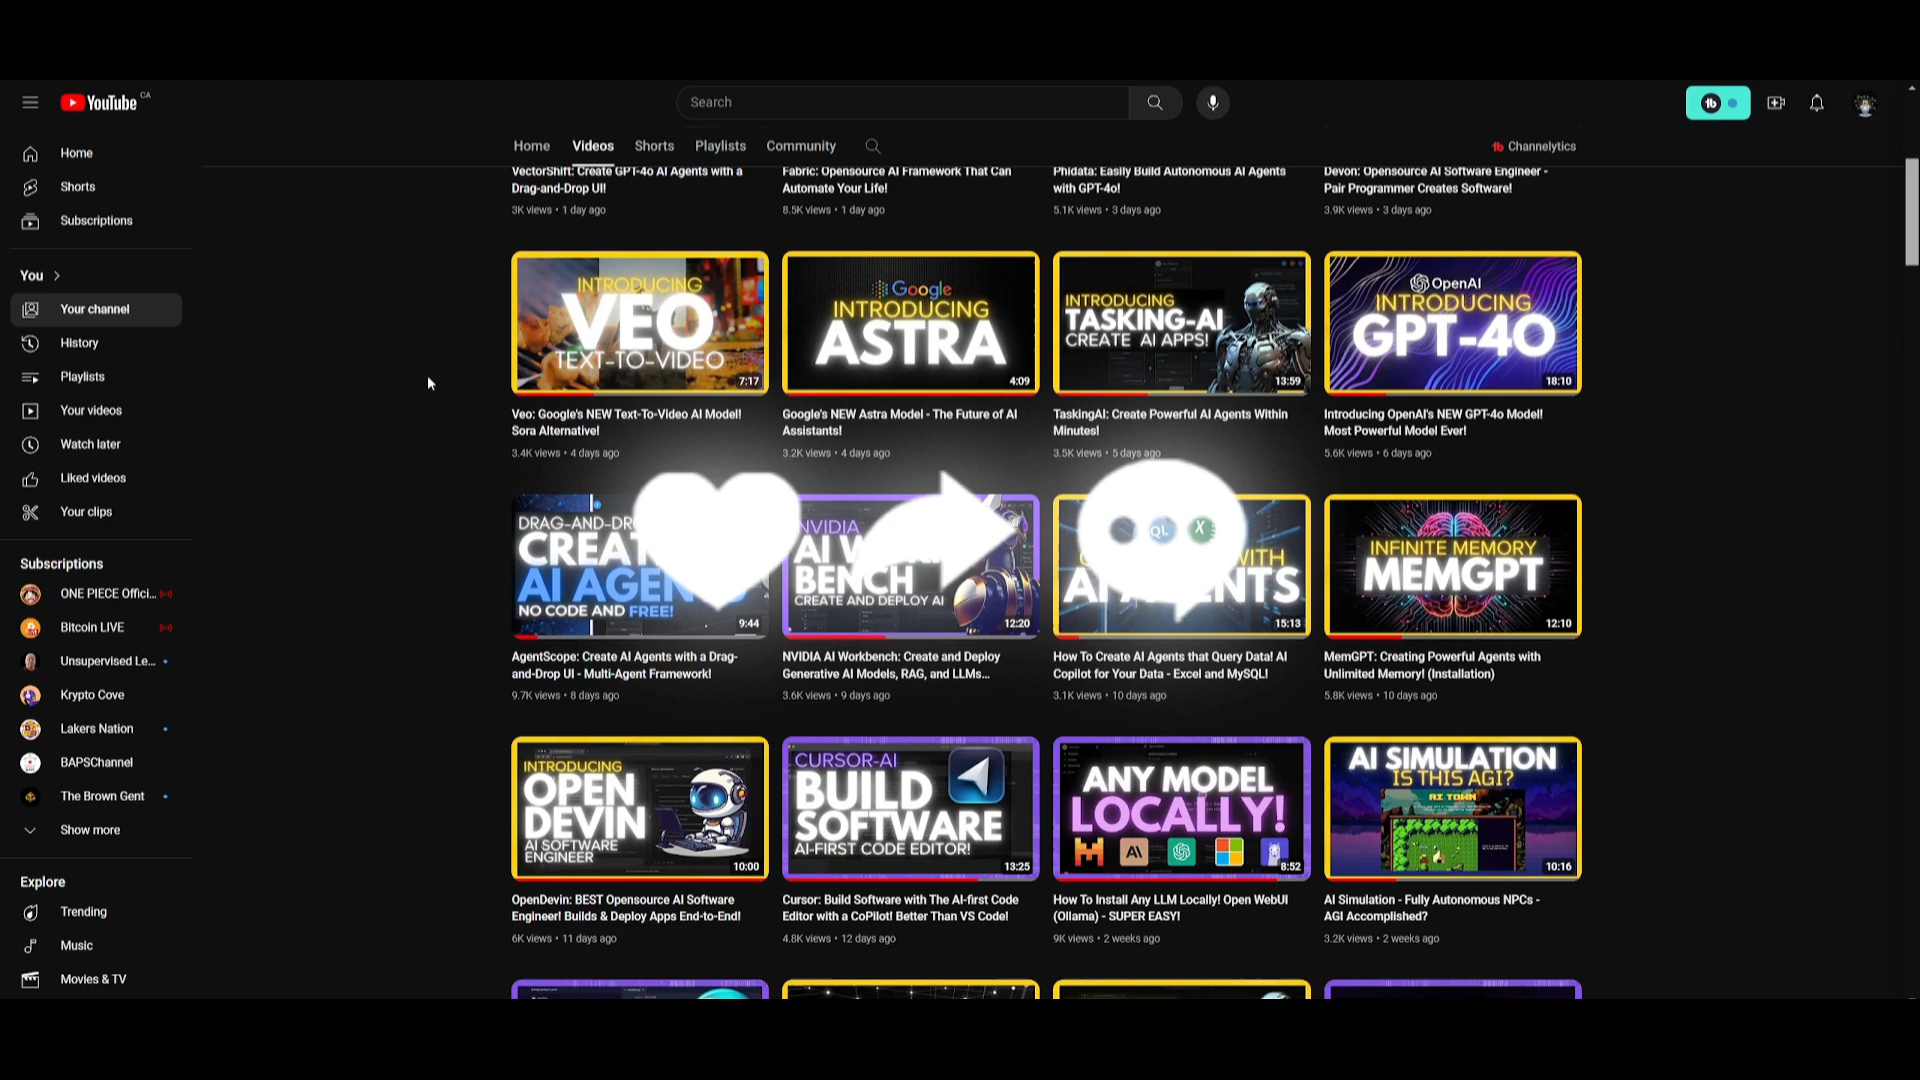 YouTube CA
Search
Home
Videos
Shorts
Playlists
Community
Channelytics
Home
Shorts
Subscriptions
You
Your channel
History
Playlists
Your videos
Watch later
Liked videos
Your clips
Subscriptions
ONE PIECE Offici...
Bitcoin LIVE
Unsupervised Le...
Krypto Cove
Lakers Nation
BAPSChannel
The Brown Gent
Show more
Explore
Trending
Music
Movies & TV
VectorShift: Create GPT-4o AI Agents with a
Drag-and-Drop UI!
3K views • 1 day ago
Fabric: Opensource AI Framework That Can
Automate Your Life!
8.5K views • 1 day ago
Phidata: Easily Build Autonomous AI Agents
with GPT-4o!
5.1K views • 3 days ago
Devon: Opensource AI Software Engineer -
Pair Programmer Creates Software!
3.9K views • 3 days ago
INTRODUCING
VEO
TEXT-TO-VIDEO
7:17
Veo: Google's NEW Text-To-Video AI Model!
Sora Alternative!
3.4K views • 4 days ago
Google
INTRODUCING
ASTRA
4:09
Google's NEW Astra Model - The Future of AI
Assistants!
3.2K views • 4 days ago
INTRODUCING
TASKING-AI
CREATE AI APPS!
13:59
TaskingAI: Create Powerful AI Agents Within
Minutes!
3.5K views • 5 days ago
OpenAI
INTRODUCING
GPT-4O
18:10
Introducing OpenAI's NEW GPT-4o Model!
Most Powerful Model Ever!
5.6K views • 6 days ago
DRAG-AND-DR
CREAT
AI AGEN
NO CODE AND FREE!
9:44
AgentScope: Create AI Agents with a Drag-
and-Drop UI - Multi-Agent Framework!
9.7K views • 8 days ago
NVIDIA
AI W
BENCH
CREATE AND DEPLOY AI
12:20
NVIDIA AI Workbench: Create and Deploy
Generative AI Models, RAG, and LLMs...
3.6K views • 9 days ago
QL X
WITH
AI A NTS
15:13
How To Create AI Agents that Query Data! AI
Copilot for Your Data - Excel and MySQL!
3.1K views • 10 days ago
INFINITE MEMORY
MEMGPT
12:10
MemGPT: Creating Powerful Agents with
Unlimited Memory! (Installation)
5.8K views • 10 days ago
INTRODUCING
OPEN
DEVIN
AI SOFTWARE
ENGINEER
10:00
OpenDevin: BEST Opensource AI Software
Engineer! Builds & Deploy Apps End-to-End!
6K views • 11 days ago
CURSOR-AI
BUILD
SOFTWARE
AI-FIRST CODE EDITOR!
13:25
Cursor: Build Software with The AI-first Code
Editor with a CoPilot! Better Than VS Code!
4.8K views • 12 days ago
ANY MODEL
LOCALLY!
AI
8:52
How To Install Any LLM Locally! Open WebUI
(Ollama) - SUPER EASY!
9K views • 2 weeks ago
AI SIMULATION
IS THIS AGI?
AI TOWN
10:16
AI Simulation - Fully Autonomous NPCs -
AGI Accomplished?
3.2K views • 2 weeks ago